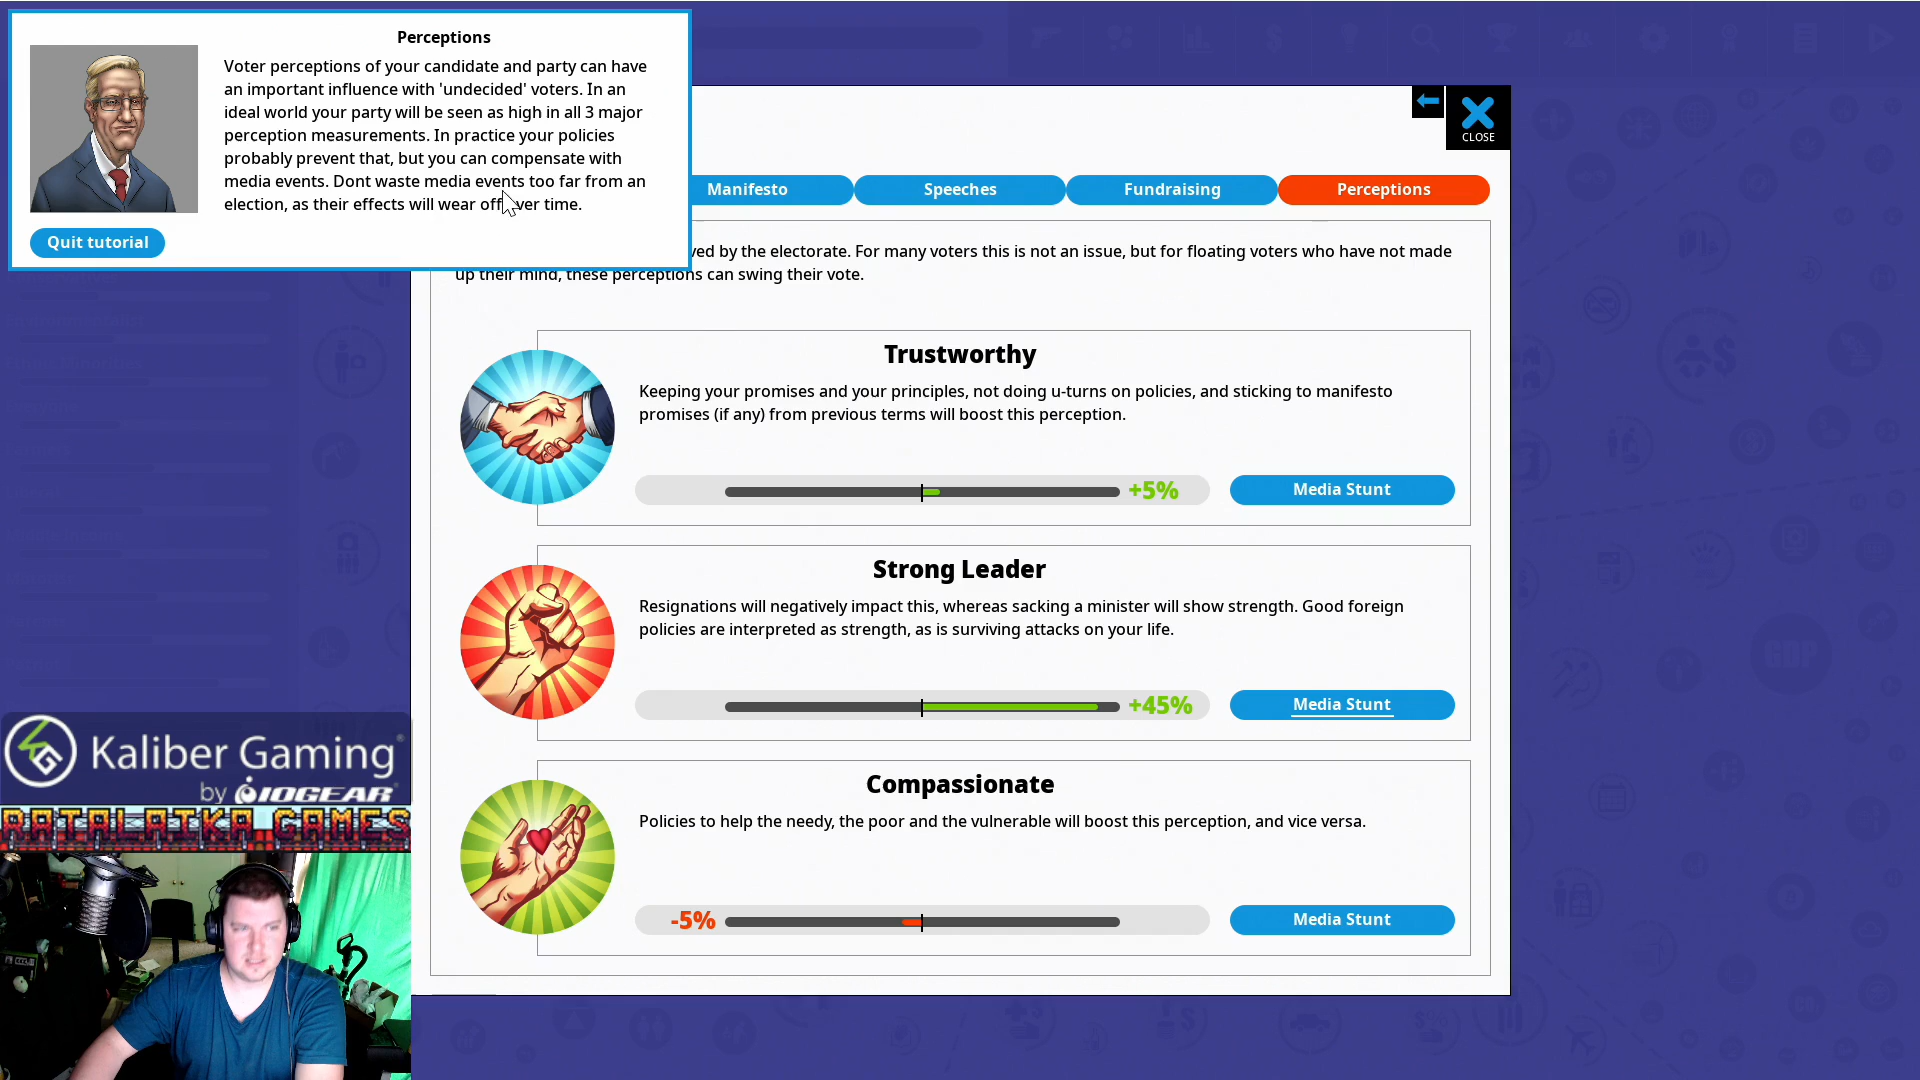 Perceptions
Voter perceptions of your candidate and party can have
an important influence with 'undecided' voters. In an
ideal world your party will be seen as high in all 3 major
perception measurements. In practice your policies
probably prevent that, but you can compensate with
media events. Dont waste media events too far from an
election, as their effects will wear off over time.
Quit tutorial
CLOSE
Manifesto
Speeches
Fundraising
Perceptions
by the electorate. For many voters this is not an issue, but for floating voters who have not made
up their mind, these perceptions can swing their vote.
Trustworthy
Keeping your promises and your principles, not doing u-turns on policies, and sticking to manifesto
promises (if any) from previous terms will boost this perception.
+5%
Media Stunt
Strong Leader
Resignations will negatively impact this, whereas sacking a minister will show strength. Good foreign
policies are interpreted as strength, as is surviving attacks on your life.
+45%
Media Stunt
Compassionate
Policies to help the needy, the poor and the vulnerable will boost this perception, and vice versa.
-5%
Media Stunt
Kaliber Gaming
by IOGEAR
RATALAIKA GAMES
GDP